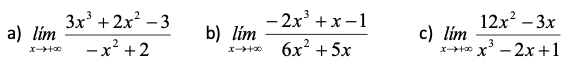 a) lím x→+∞ (3x³ + 2x² – 3)/(– x² + 2) b) lím x→+∞ (– 2x³ + x – 1)/(6x² + 5x) c) lím x→+∞ (12x² – 3x)/(x³ – 2x + 1)